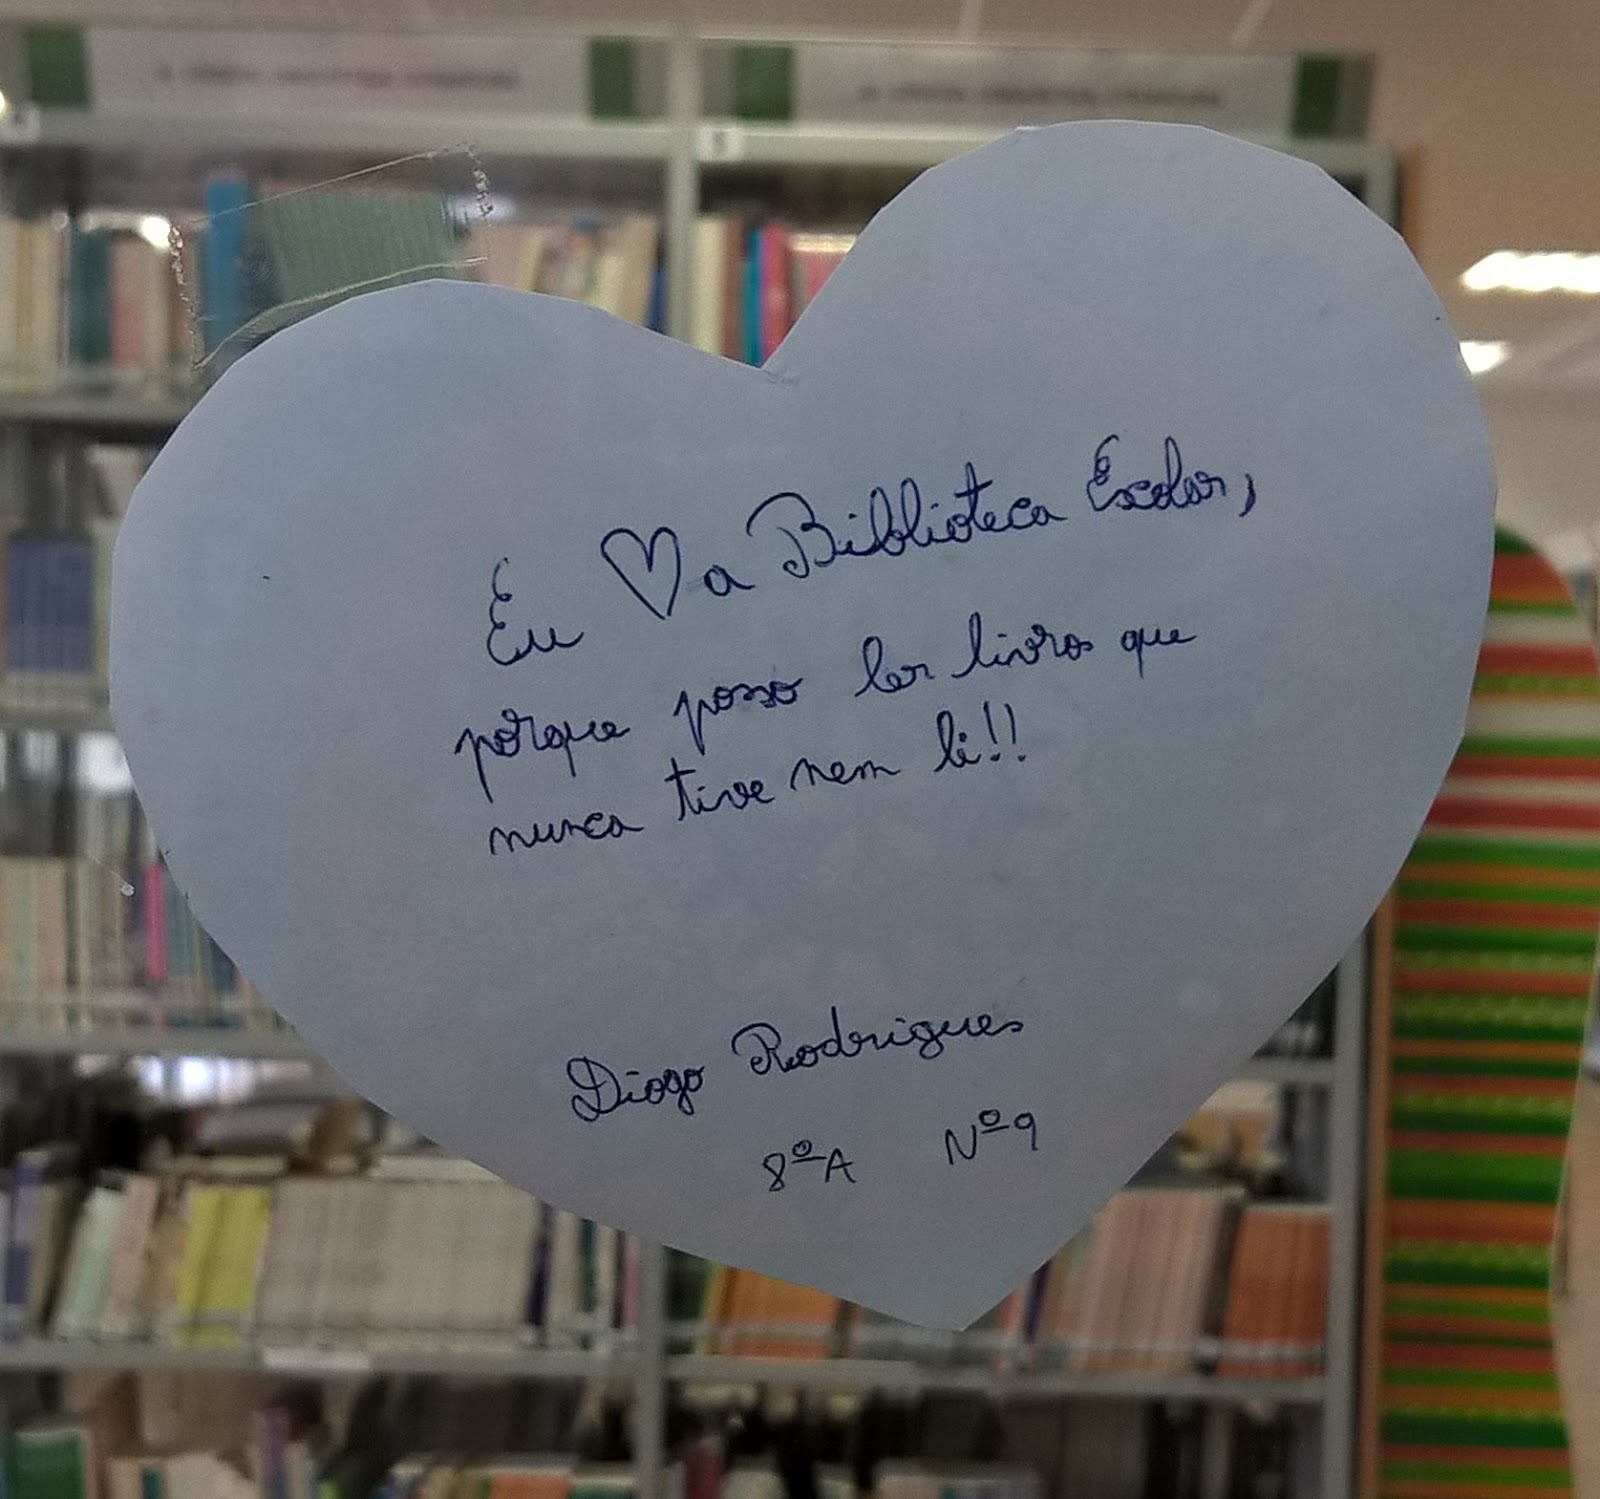 Eu ♡ a Biblioteca Escolar,
porque posso ler livros que
nunca tive nem li!!
Diogo Rodrigues
8ºA Nº9